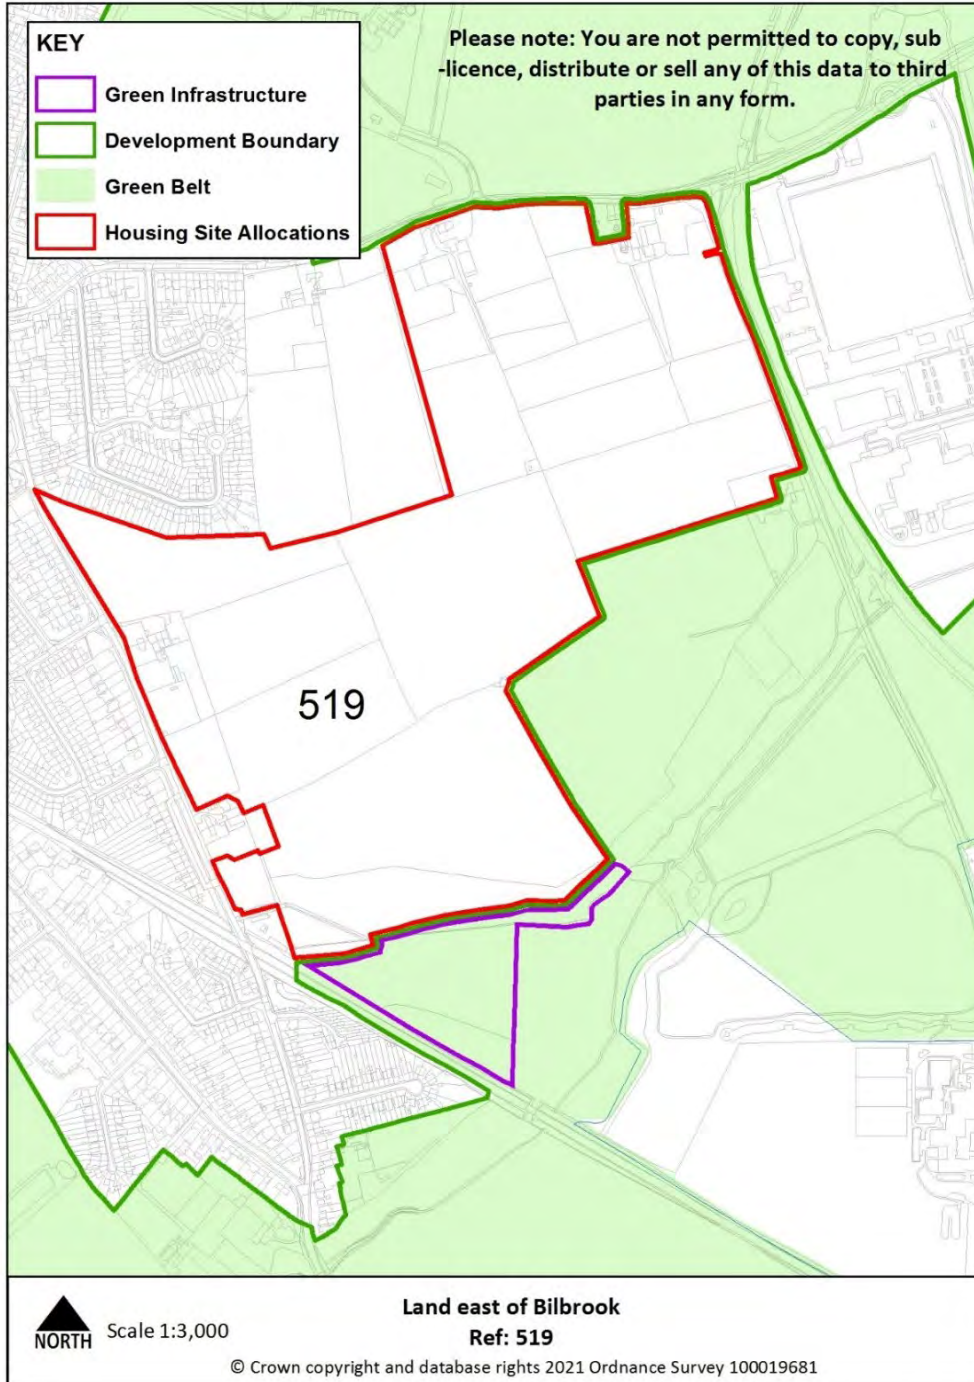 KEY
Green Infrastructure
Development Boundary
Green Belt
Housing Site Allocations
Please note: You are not permitted to copy, sub
-licence, distribute or sell any of this data to third
parties in any form.
519
NORTH
Scale 1:3,000
Land east of Bilbrook
Ref: 519
© Crown copyright and database rights 2021 Ordnance Survey 100019681